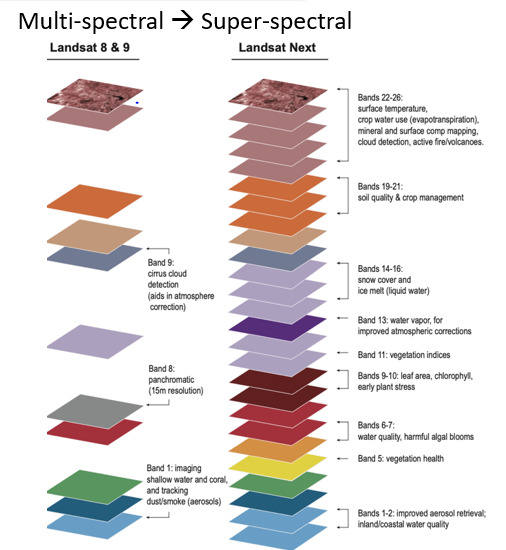 Multi-spectral → Super-spectral
Landsat 8 & 9
Landsat Next
Band 9:
cirrus cloud
detection
(aids in atmosphere
correction)
Band 8:
panchromatic
(15m resolution)
Band 1: imaging
shallow water and coral,
and tracking
dust/smoke (aerosols)
Bands 22-26:
surface temperature,
crop water use (evapotranspiration),
mineral and surface comp mapping,
cloud detection, active fire/volcanoes.
Bands 19-21:
soil quality & crop management
Bands 14-16:
snow cover and
ice melt (liquid water)
Band 13: water vapor, for
improved atmospheric corrections
Band 11: vegetation indices
Bands 9-10: leaf area, chlorophyll,
early plant stress
Bands 6-7:
water quality, harmful algal blooms
Band 5: vegetation health
Bands 1-2: improved aerosol retrieval;
inland/coastal water quality